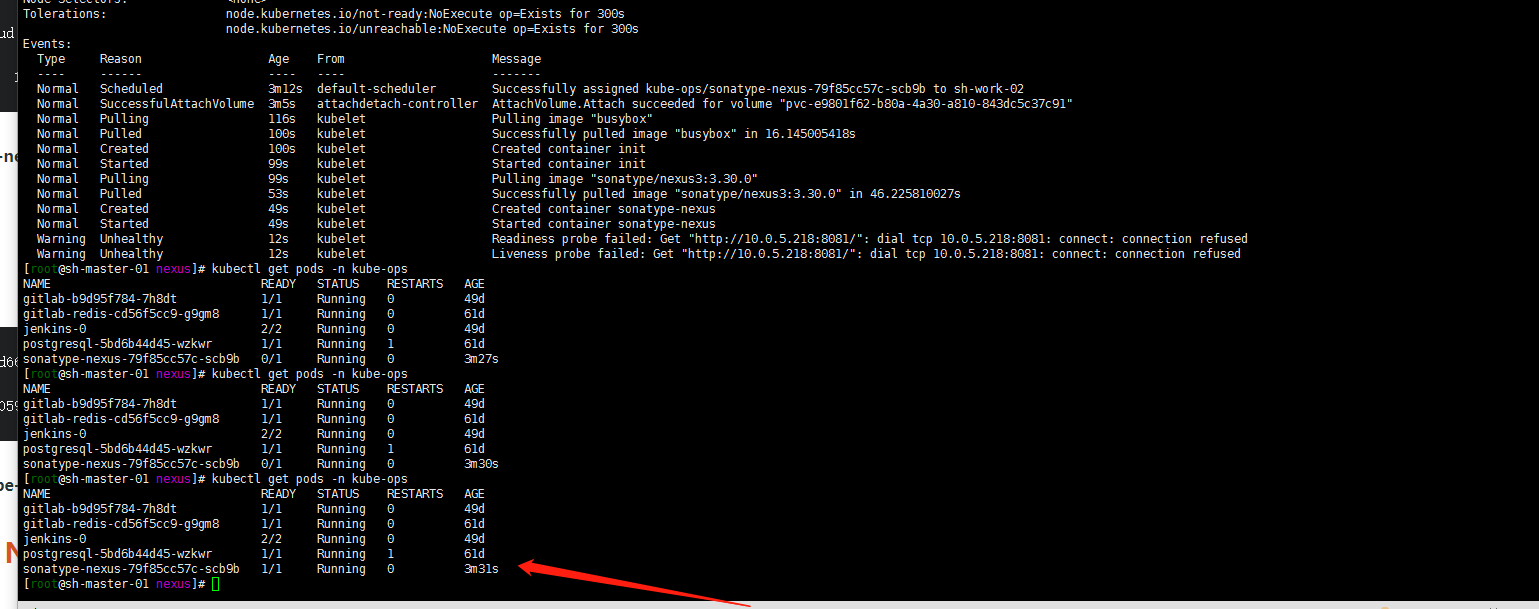 Tolerations:                 node.kubernetes.io/not-ready:NoExecute op=Exists for 300s
                             node.kubernetes.io/unreachable:NoExecute op=Exists for 300s
Events:
  Type     Reason                  Age    From                     Message
  ----     ------                  ----   ----                     -------
  Normal   Scheduled               3m12s  default-scheduler        Successfully assigned kube-ops/sonatype-nexus-79f85cc57c-scb9b to sh-work-02
  Normal   SuccessfulAttachVolume  3m5s   attachdetach-controller  AttachVolume.Attach succeeded for volume "pvc-e9801f62-b80a-4a30-a810-843dc5c37c91"
  Normal   Pulling                 116s   kubelet                  Pulling image "busybox"
  Normal   Pulled                  100s   kubelet                  Successfully pulled image "busybox" in 16.145005418s
  Normal   Created                 100s   kubelet                  Created container init
  Normal   Started                 99s    kubelet                  Started container init
  Normal   Pulling                 99s    kubelet                  Pulling image "sonatype/nexus3:3.30.0"
  Normal   Pulled                  53s    kubelet                  Successfully pulled image "sonatype/nexus3:3.30.0" in 46.225810027s
  Normal   Created                 49s    kubelet                  Created container sonatype-nexus
  Normal   Started                 49s    kubelet                  Started container sonatype-nexus
  Warning  Unhealthy               12s    kubelet                  Readiness probe failed: Get "http://10.0.5.218:8081/": dial tcp 10.0.5.218:8081: connect: connection refused
  Warning  Unhealthy               12s    kubelet                  Liveness probe failed: Get "http://10.0.5.218:8081/": dial tcp 10.0.5.218:8081: connect: connection refused
[root@sh-master-01 nexus]# kubectl get pods -n kube-ops
NAME                              READY   STATUS    RESTARTS   AGE
gitlab-b9d95f784-7h8dt            1/1     Running   0          49d
gitlab-redis-cd56f5cc9-g9gm8      1/1     Running   0          61d
jenkins-0                         2/2     Running   0          49d
postgresql-5bd6b44d45-wzkwr       1/1     Running   1          61d
sonatype-nexus-79f85cc57c-scb9b   0/1     Running   0          3m27s
[root@sh-master-01 nexus]# kubectl get pods -n kube-ops
NAME                              READY   STATUS    RESTARTS   AGE
gitlab-b9d95f784-7h8dt            1/1     Running   0          49d
gitlab-redis-cd56f5cc9-g9gm8      1/1     Running   0          61d
jenkins-0                         2/2     Running   0          49d
postgresql-5bd6b44d45-wzkwr       1/1     Running   1          61d
sonatype-nexus-79f85cc57c-scb9b   0/1     Running   0          3m30s
[root@sh-master-01 nexus]# kubectl get pods -n kube-ops
NAME                              READY   STATUS    RESTARTS   AGE
gitlab-b9d95f784-7h8dt            1/1     Running   0          49d
gitlab-redis-cd56f5cc9-g9gm8      1/1     Running   0          61d
jenkins-0                         2/2     Running   0          49d
postgresql-5bd6b44d45-wzkwr       1/1     Running   1          61d
sonatype-nexus-79f85cc57c-scb9b   1/1     Running   0          3m31s
[root@sh-master-01 nexus]#